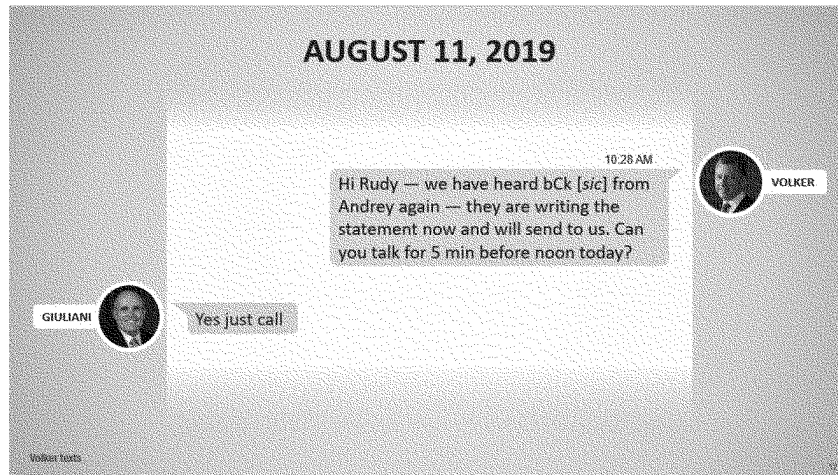 AUGUST 11, 2019
10:28 AM
VOLKER
Hi Rudy — we have heard bCk [sic] from
Andrey again — they are writing the
statement now and will send to us. Can
you talk for 5 min before noon today?
GIULIANI
Yes just call
Volker texts